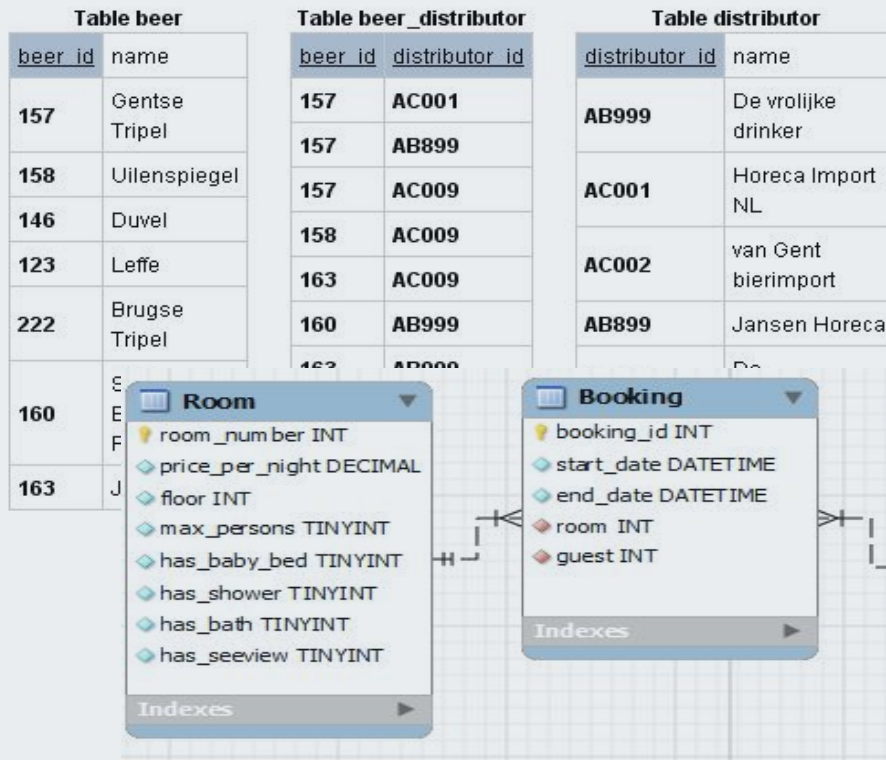 Table beer
beer_id name
157 Gentse
Tripel
158 Uilenspiegel
146 Duvel
123 Leffe
222 Brugse
Tripel
160
163
Table beer_distributor
beer_id distributor_id
157 AC001
157 AB899
157 AC009
158 AC009
163 AC009
160 AB999
Table distributor
distributor_id name
AB999 De vrolijke
drinker
AC001 Horeca Import
NL
AC002 van Gent
bierimport
AB899 Jansen Horeca
Room
room_number INT
price_per_night DECIMAL
floor INT
max_persons TINYINT
has_baby_bed TINYINT
has_shower TINYINT
has_bath TINYINT
has_seeview TINYINT
Indexes
Booking
booking_id INT
start_date DATETIME
end_date DATETIME
room INT
guest INT
Indexes